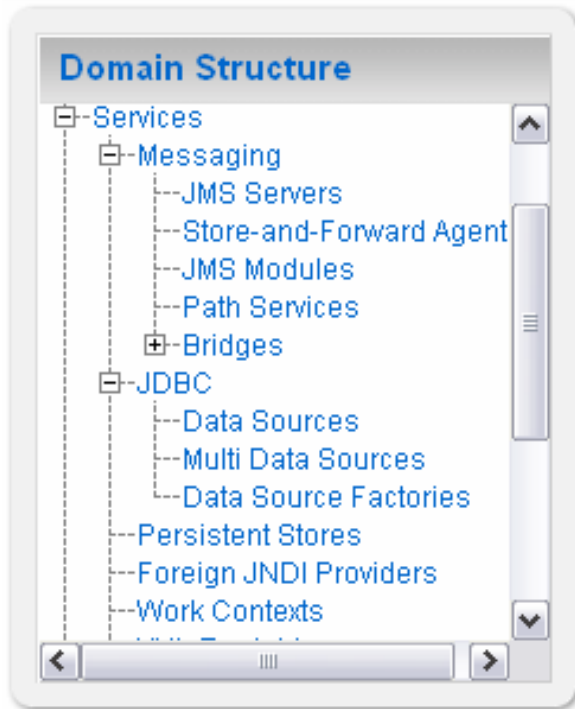 Domain Structure
Services
Messaging
JMS Servers
Store-and-Forward Agent
JMS Modules
Path Services
Bridges
JDBC
Data Sources
Multi Data Sources
Data Source Factories
Persistent Stores
Foreign JNDI Providers
Work Contexts